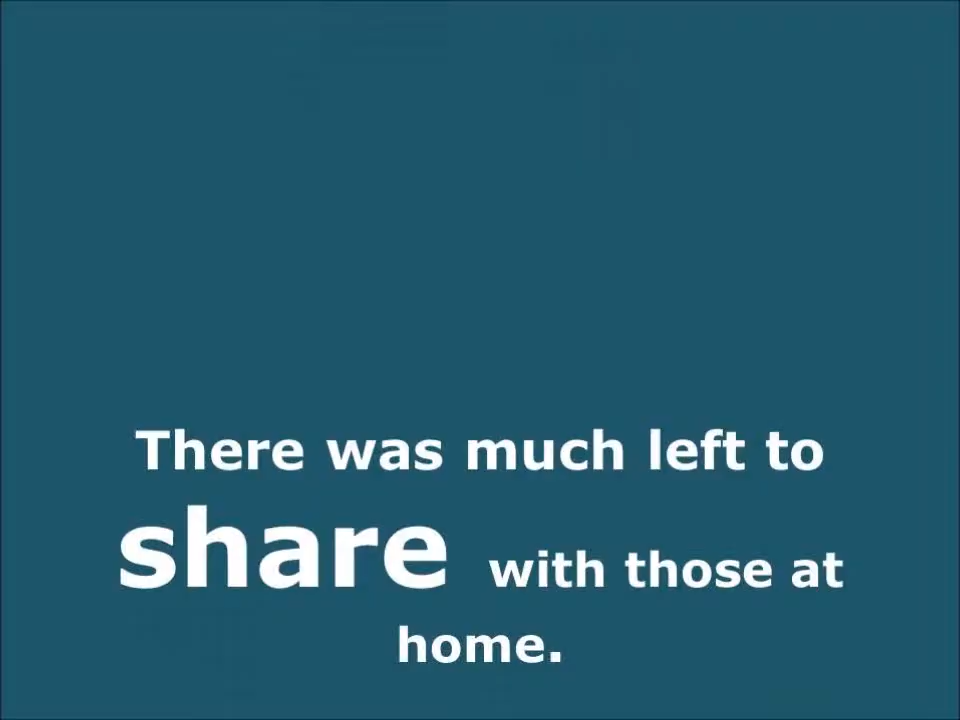 There was much left to
share with those at
home.